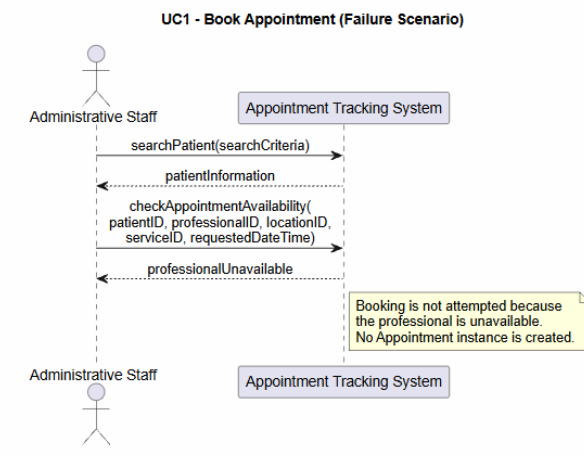 UC1 - Book Appointment (Failure Scenario)
Administrative Staff
Appointment Tracking System
searchPatient(searchCriteria)
patientInformation
checkAppointmentAvailability(
patientID, professionalID, locationID,
serviceID, requestedDateTime)
professionalUnavailable
Booking is not attempted because
the professional is unavailable.
No Appointment instance is created.
Administrative Staff
Appointment Tracking System